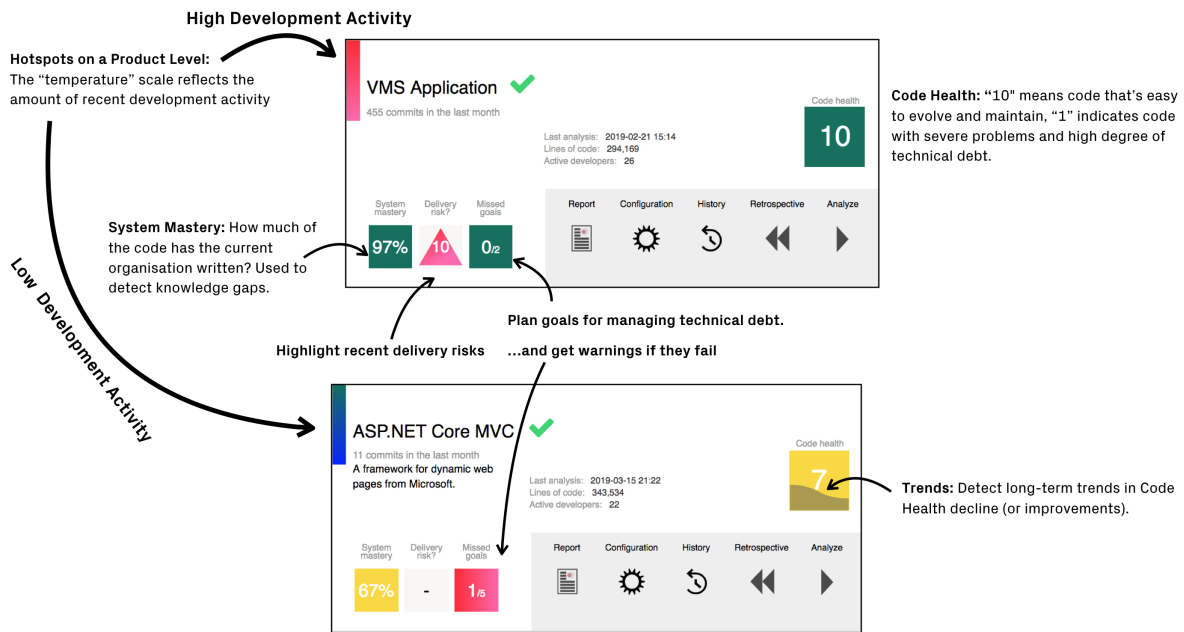 High Development Activity
Hotspots on a Product Level:
The “temperature” scale reflects the
amount of recent development activity
VMS Application
455 commits in the last month
Last analysis: 2019-02-21 15:14
Lines of code: 294,169
Active developers: 26
Code health
10
Code Health: “10" means code that’s easy
to evolve and maintain, “1” indicates code
with severe problems and high degree of
technical debt.
System
mastery
Delivery
risk?
Missed
goals
97%
10
0/2
Report
Configuration
History
Retrospective
Analyze
System Mastery: How much of
the code has the current
organisation written? Used to
detect knowledge gaps.
Low Development Activity
Plan goals for managing technical debt.
Highlight recent delivery risks
...and get warnings if they fail
ASP.NET Core MVC
11 commits in the last month
A framework for dynamic web
pages from Microsoft.
Last analysis: 2019-03-15 21:22
Lines of code: 343,534
Active developers: 22
Code health
7
Trends: Detect long-term trends in Code
Health decline (or improvements).
System
mastery
Delivery
risk?
Missed
goals
67%
-
1/5
Report
Configuration
History
Retrospective
Analyze